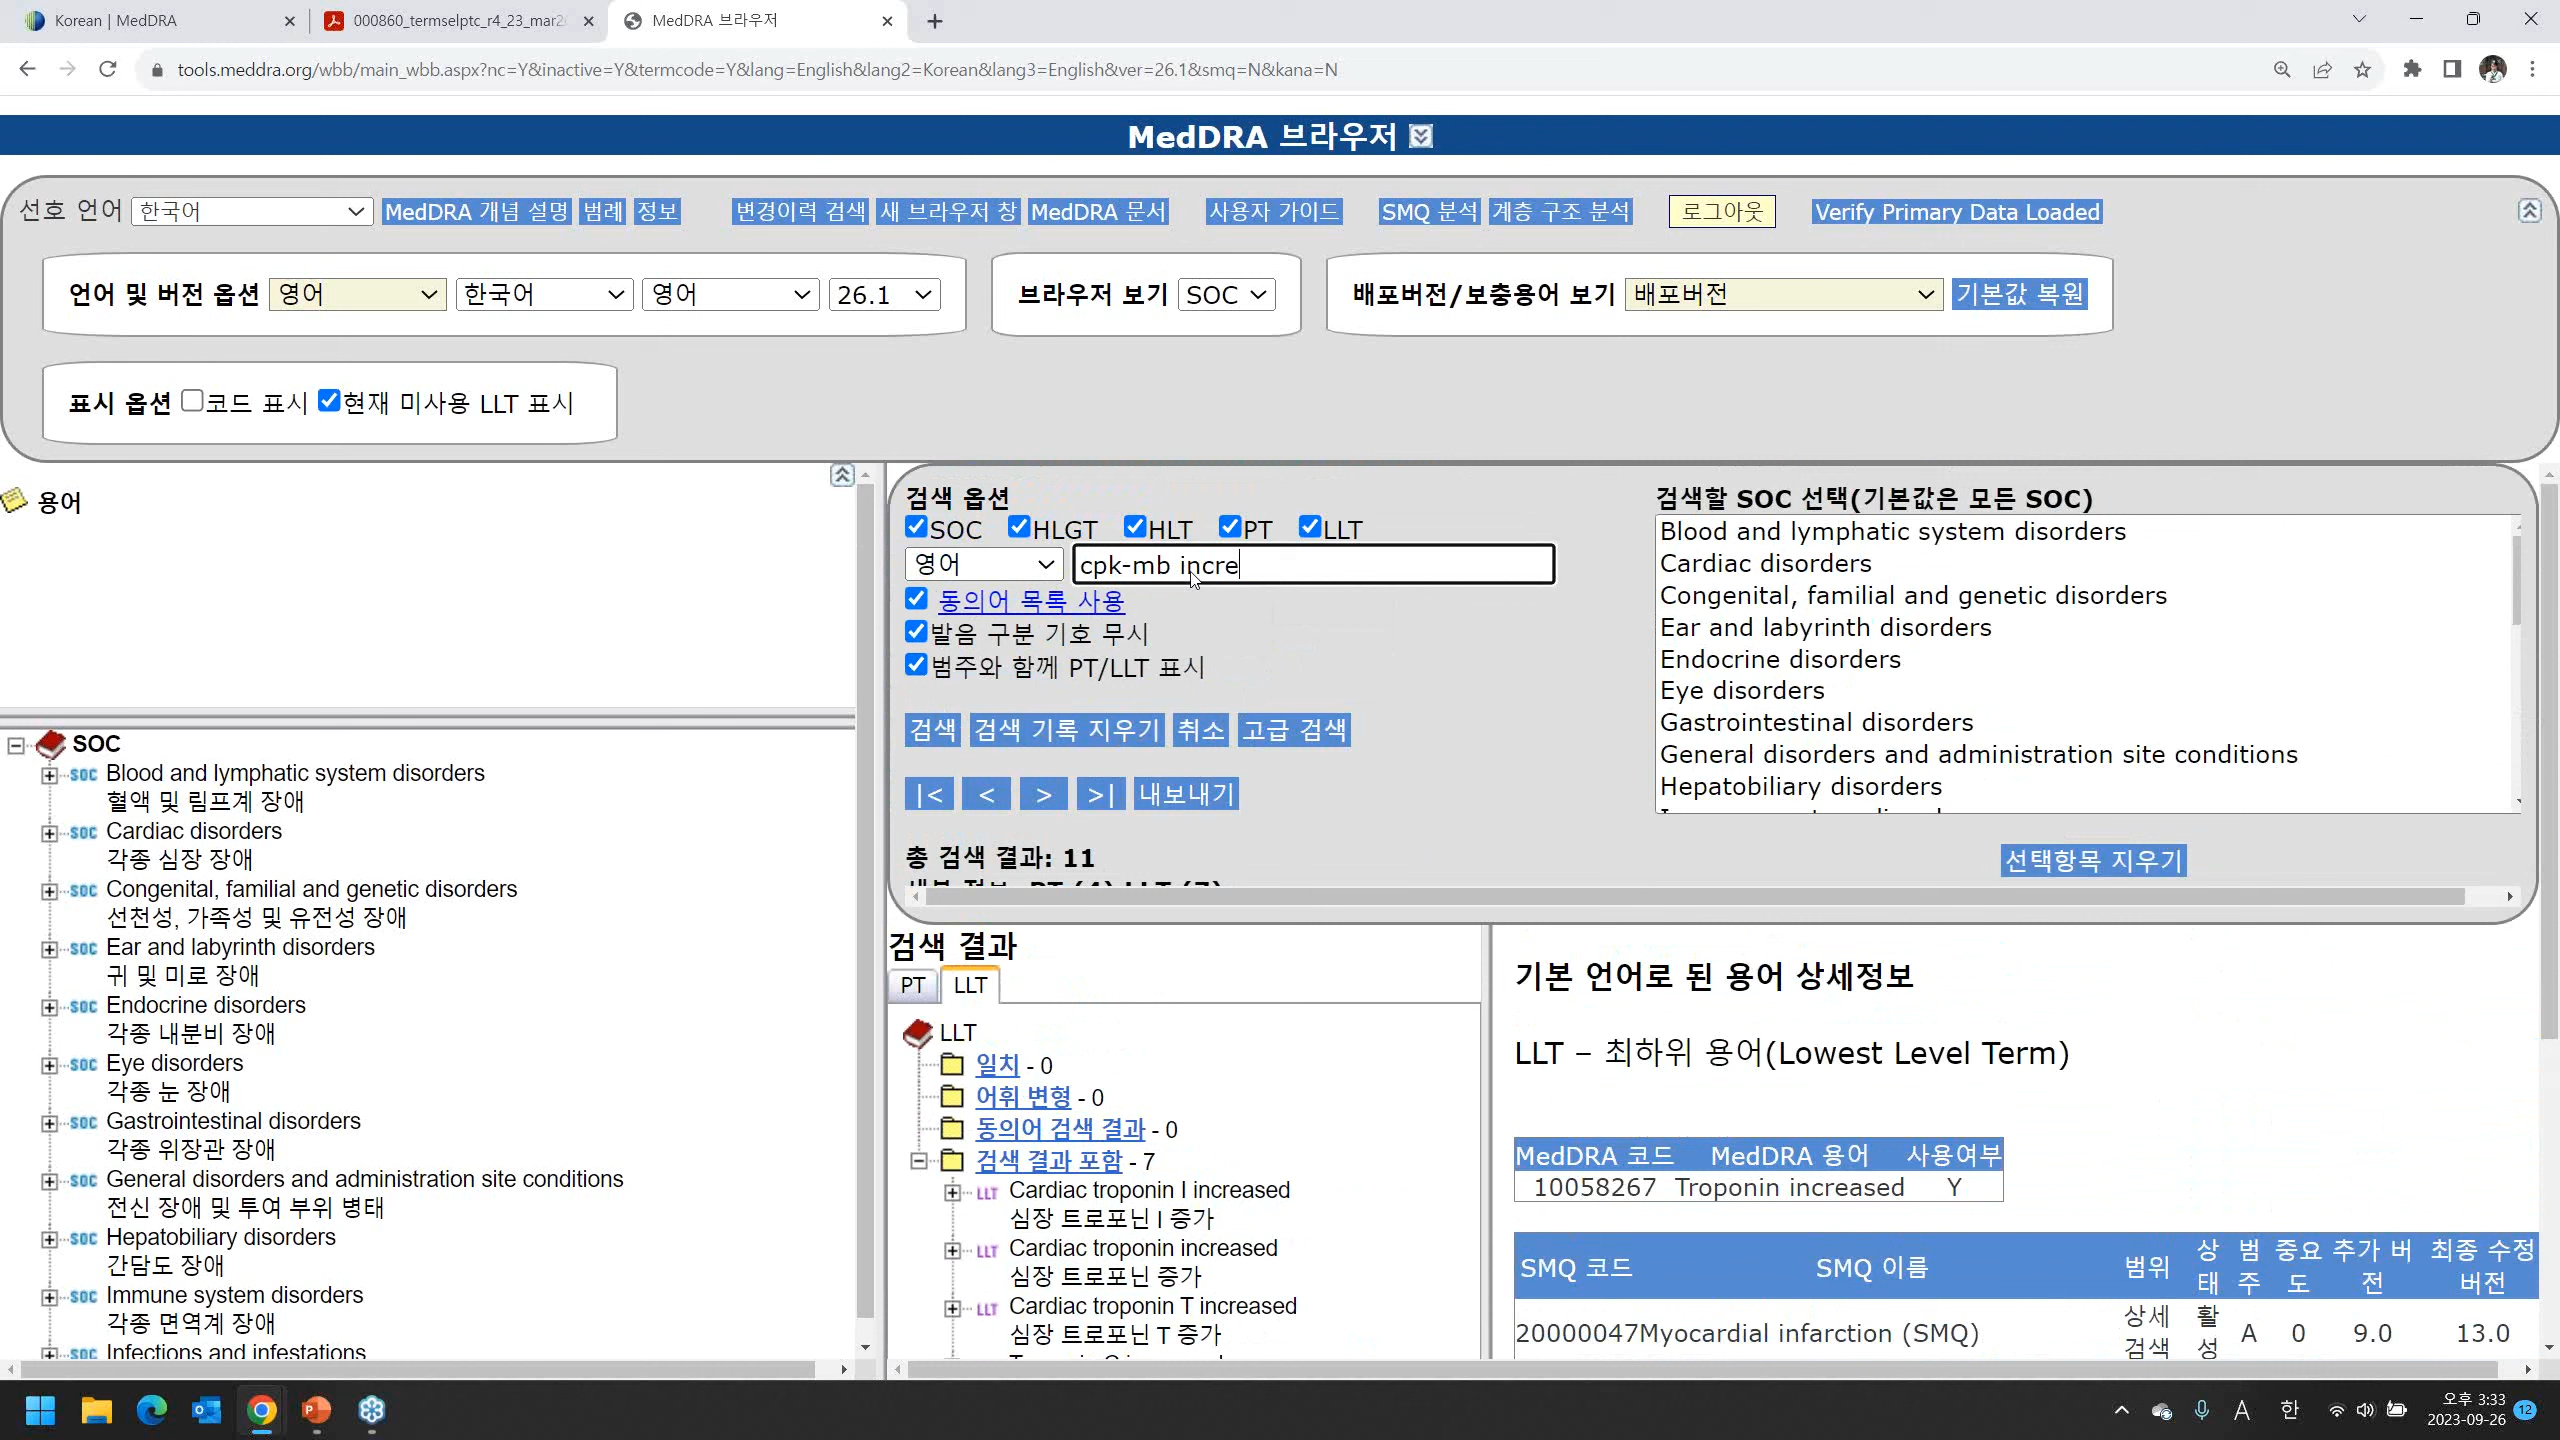 Korean | MedDRA
000860_termselptc_r4_23_mar2
MedDRA 브라우저
tools.meddra.org/wbb/main_wbb.aspx?nc=Y&inactive=Y&termcode=Y&lang=English&lang2=Korean&lang3=English&ver=26.1&smq=N&kana=N
MedDRA 브라우저
선호 언어 한국어 MedDRA 개념 설명 범례 정보 변경이력 검색 새 브라우저 창 MedDRA 문서 사용자 가이드 SMQ 분석 계층 구조 분석 로그아웃 Verify Primary Data Loaded
언어 및 버전 옵션 영어 한국어 영어 26.1 브라우저 보기 SOC 배포버전/보충용어 보기 배포버전 기본값 복원
표시 옵션 코드 표시 현재 미사용 LLT 표시
용어
SOC
Blood and lymphatic system disorders
혈액 및 림프계 장애
Cardiac disorders
각종 심장 장애
Congenital, familial and genetic disorders
선천성, 가족성 및 유전성 장애
Ear and labyrinth disorders
귀 및 미로 장애
Endocrine disorders
각종 내분비 장애
Eye disorders
각종 눈 장애
Gastrointestinal disorders
각종 위장관 장애
General disorders and administration site conditions
전신 장애 및 투여 부위 병태
Hepatobiliary disorders
간담도 장애
Immune system disorders
각종 면역계 장애
Infections and infestations
검색 옵션
SOC HLGT HLT PT LLT
영어 cpk-mb incre
동의어 목록 사용
발음 구분 기호 무시
범주와 함께 PT/LLT 표시
검색 검색 기록 지우기 취소 고급 검색
|< < > >| 내보내기
총 검색 결과: 11
검색할 SOC 선택(기본값은 모든 SOC)
Blood and lymphatic system disorders
Cardiac disorders
Congenital, familial and genetic disorders
Ear and labyrinth disorders
Endocrine disorders
Eye disorders
Gastrointestinal disorders
General disorders and administration site conditions
Hepatobiliary disorders
선택항목 지우기
검색 결과
PT LLT
LLT
일치 - 0
어휘 변형 - 0
동의어 검색 결과 - 0
검색 결과 포함 - 7
LLT Cardiac troponin I increased
심장 트로포닌 I 증가
LLT Cardiac troponin increased
심장 트로포닌 증가
LLT Cardiac troponin T increased
심장 트로포닌 T 증가
기본 언어로 된 용어 상세정보
LLT – 최하위 용어(Lowest Level Term)
MedDRA 코드 MedDRA 용어 사용여부
10058267 Troponin increased Y
SMQ 코드 SMQ 이름 범위 상태 범주 중요도 추가 버전 최종 수정 버전
20000047 Myocardial infarction (SMQ) 상세 검색 활성 A 0 9.0 13.0
A 한
오후 3:33
2023-09-26
12